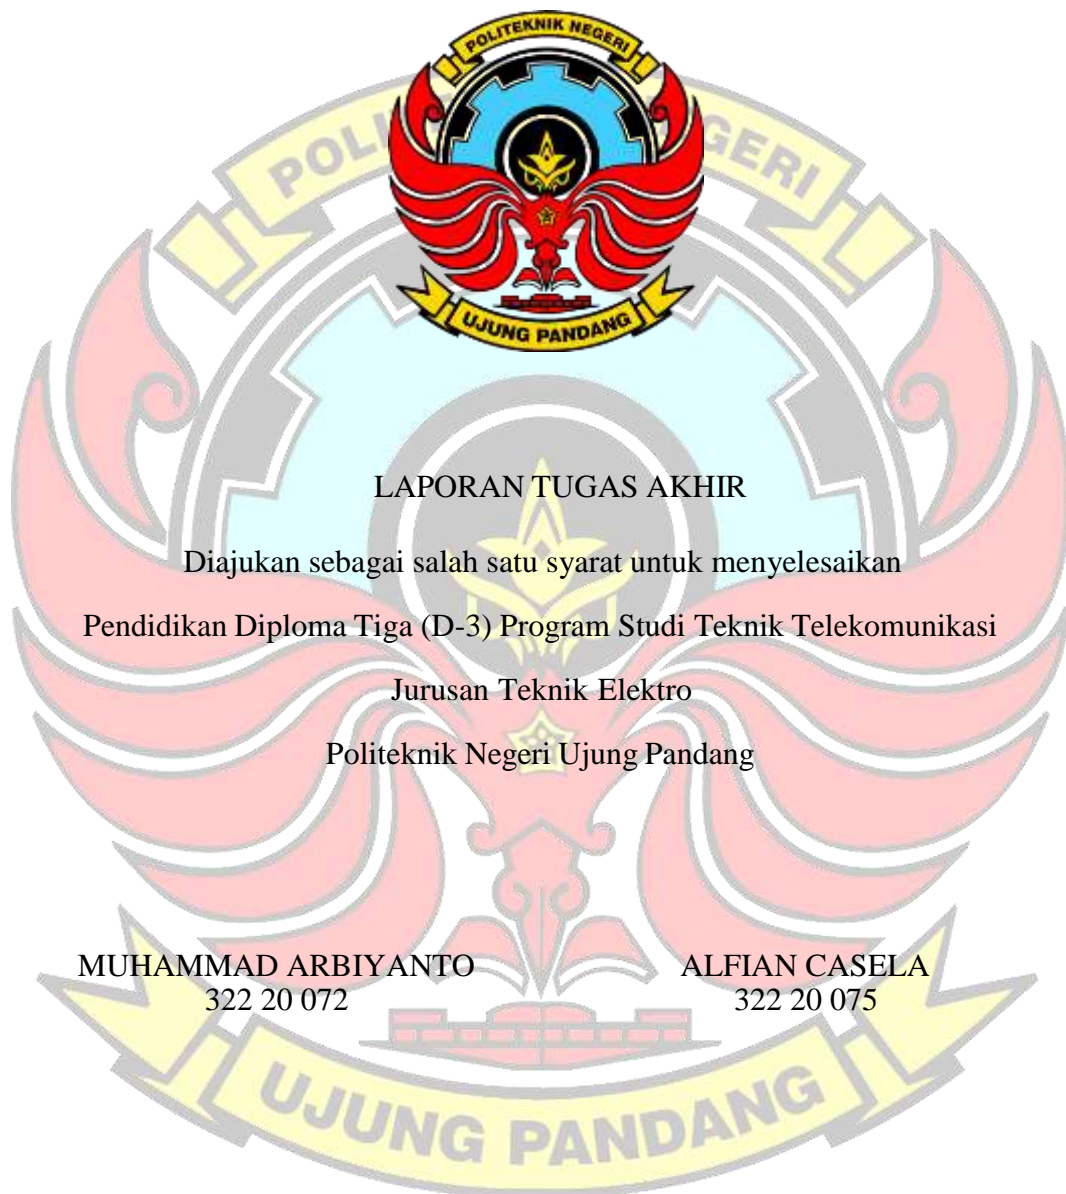 POLITEKNIK NEGERI
UJUNG PANDANG
LAPORAN TUGAS AKHIR
Diajukan sebagai salah satu syarat untuk menyelesaikan
Pendidikan Diploma Tiga (D-3) Program Studi Teknik Telekomunikasi
Jurusan Teknik Elektro
Politeknik Negeri Ujung Pandang
MUHAMMAD ARBIYANTO ALFIAN CASELA
322 20 072 322 20 075
UJUNG PANDANG